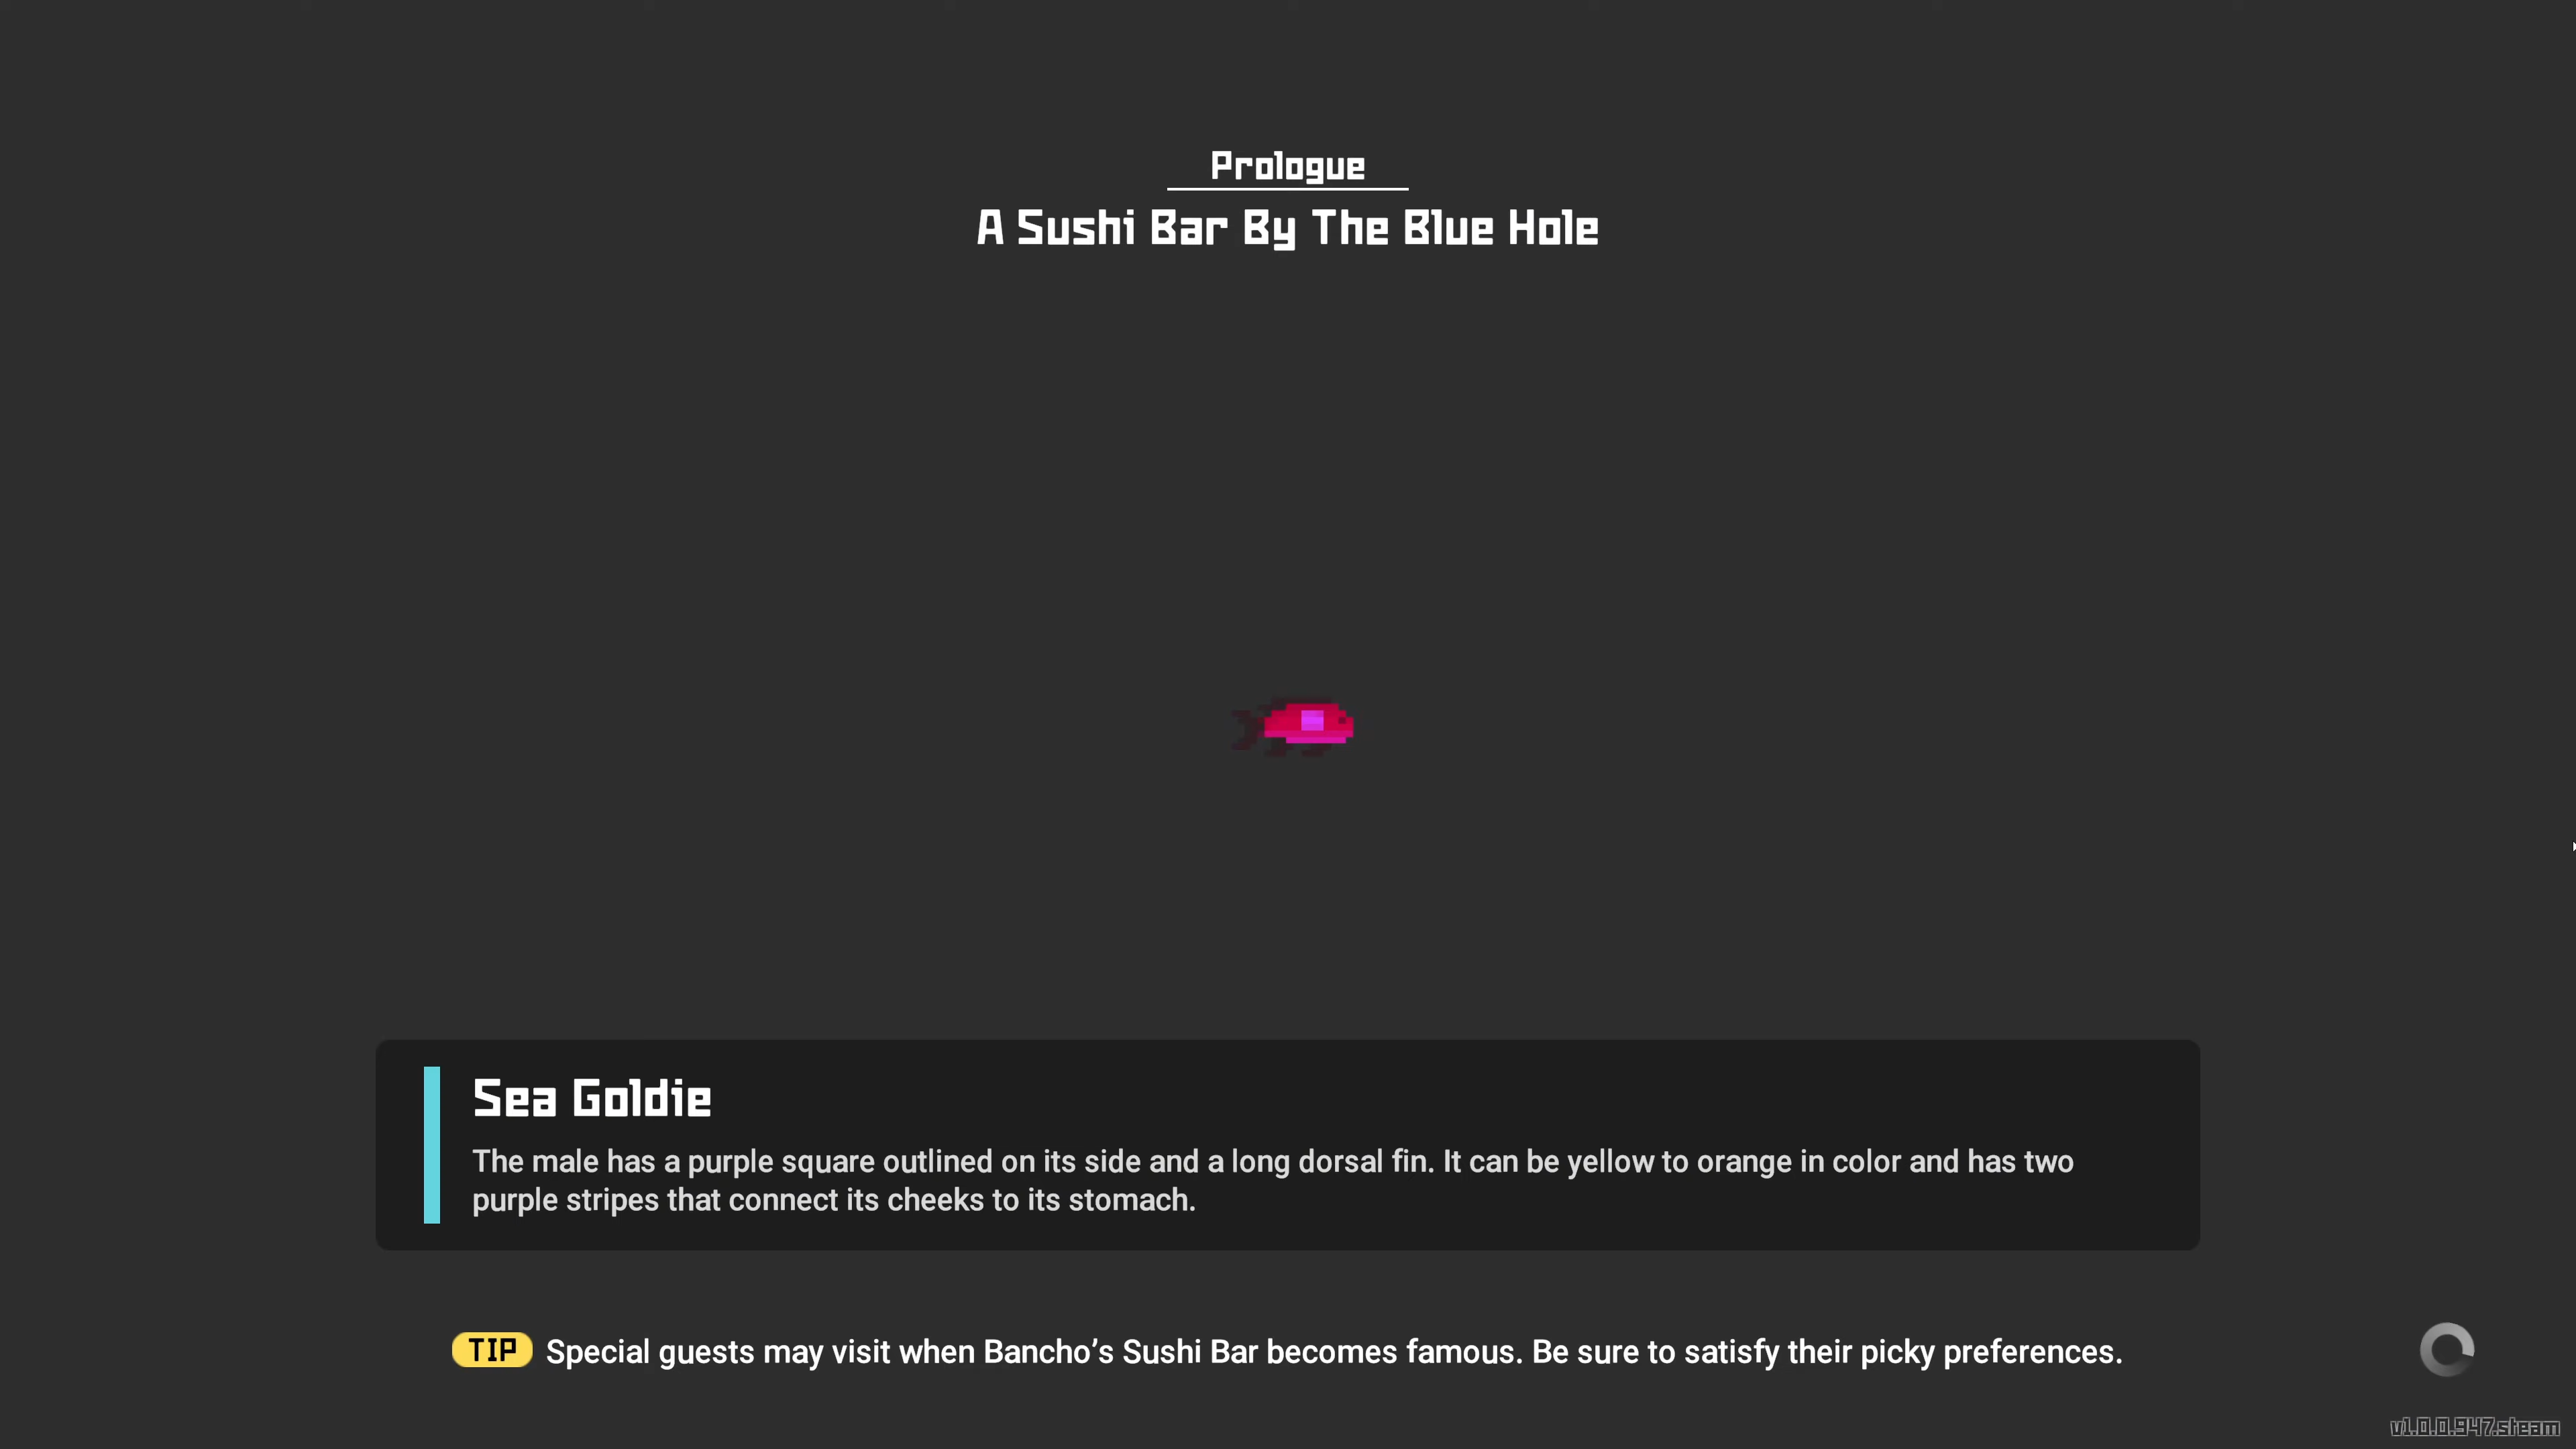 Prologue
A Sushi Bar By The Blue Hole
Sea Goldie
The male has a purple square outlined on its side and a long dorsal fin. It can be yellow to orange in color and has two
purple stripes that connect its cheeks to its stomach.
TIP Special guests may visit when Bancho’s Sushi Bar becomes famous. Be sure to satisfy their picky preferences.
v1.0.0.947.steam